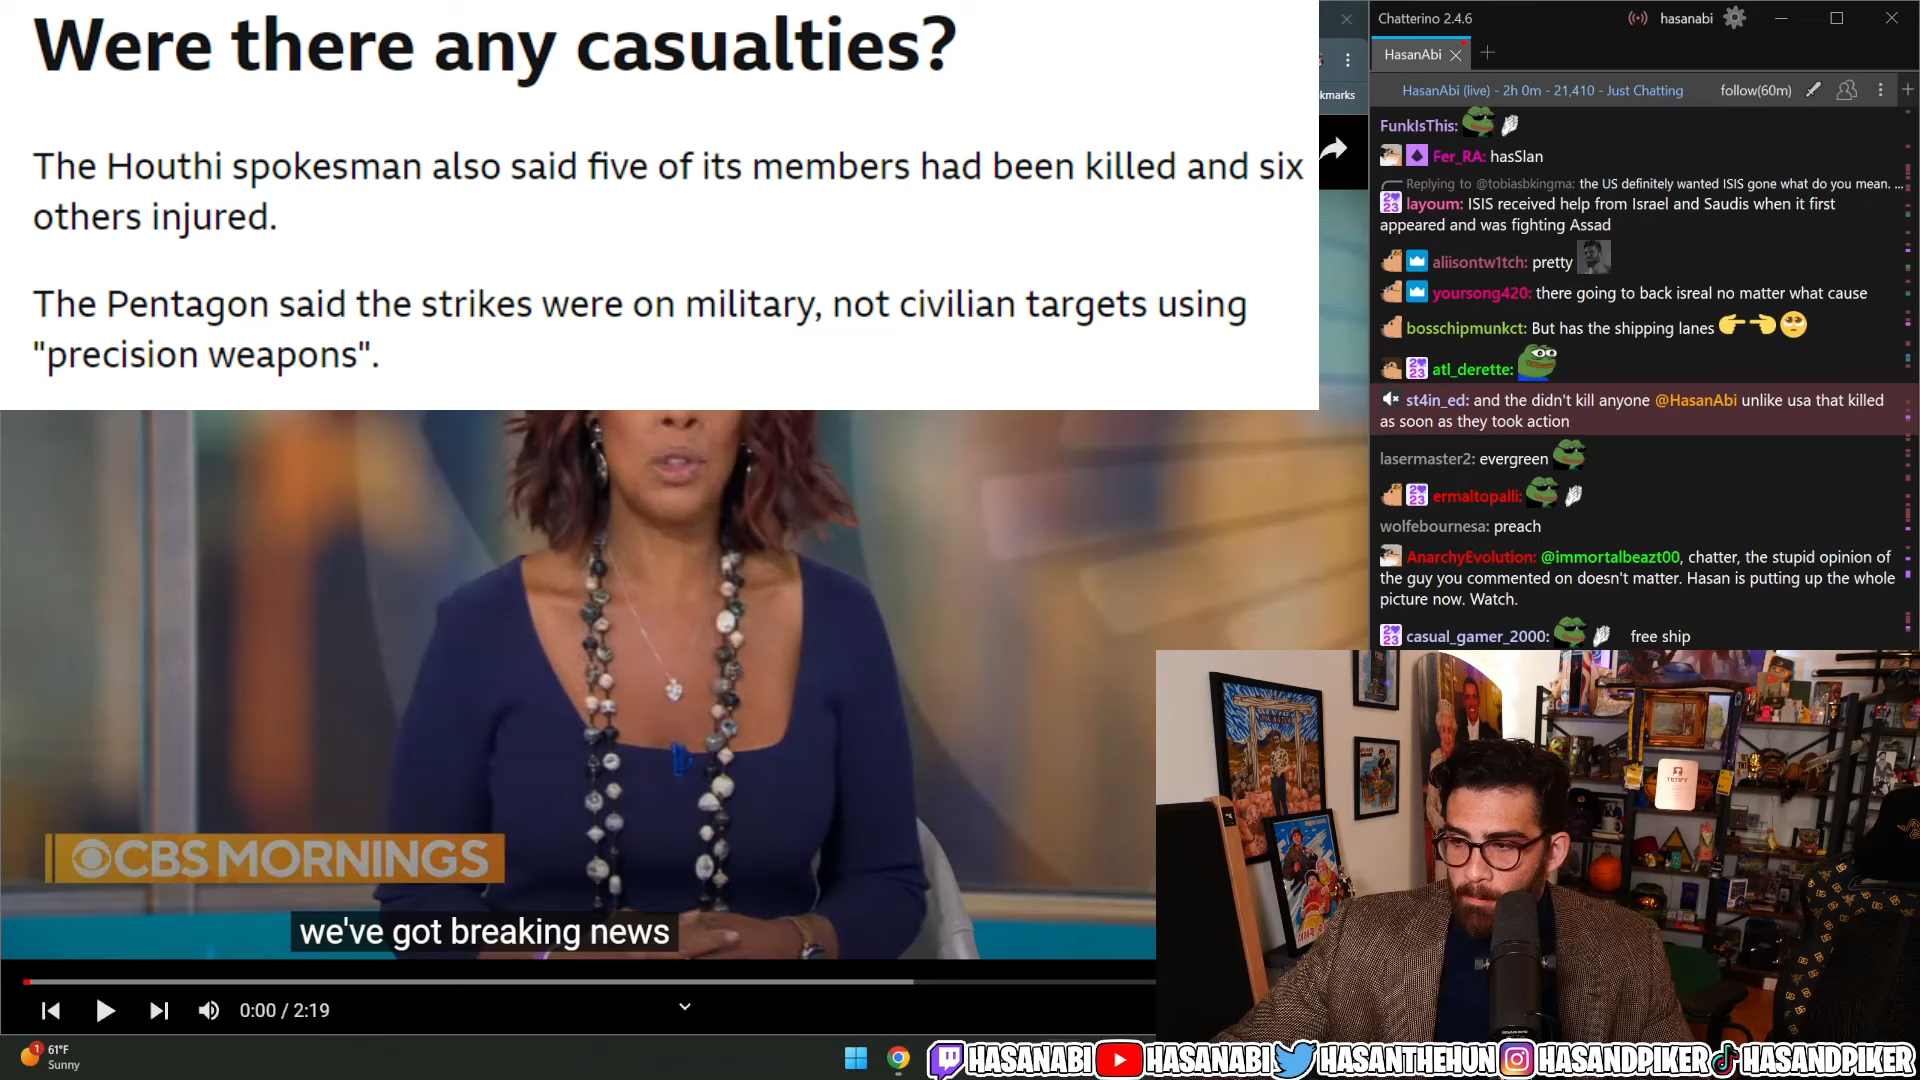 Were there any casualties?
The Houthi spokesman also said five of its members had been killed and six
others injured.
The Pentagon said the strikes were on military, not civilian targets using
"precision weapons".
kmarks
CBS MORNINGS
we've got breaking news
0:00 / 2:19
1
61°F
Sunny
Chatterino 2.4.6
hasanabi
HasanAbi
HasanAbi (live) - 2h 0m - 21,410 - Just Chatting
follow(60m)
FunkIsThis:
Fer_RA: hasSlan
Replying to @tobiasbkingma: the US definitely wanted ISIS gone what do you mean. ...
layoum: ISIS received help from Israel and Saudis when it first
appeared and was fighting Assad
aliisontw1tch: pretty
yoursong420: there going to back isreal no matter what cause
bosschipmunkct: But has the shipping lanes
atl_derette:
st4in_ed: and the didn't kill anyone @HasanAbi unlike usa that killed
as soon as they took action
lasermaster2: evergreen
ermaltopalli:
wolfebournesa: preach
AnarchyEvolution: @immortalbeazt00, chatter, the stupid opinion of
the guy you commented on doesn't matter. Hasan is putting up the whole
picture now. Watch.
casual_gamer_2000: free ship
TILTIFY
HASANABI HASANABI HASANTHEHUN HASANDPIKER HASANDPIKER